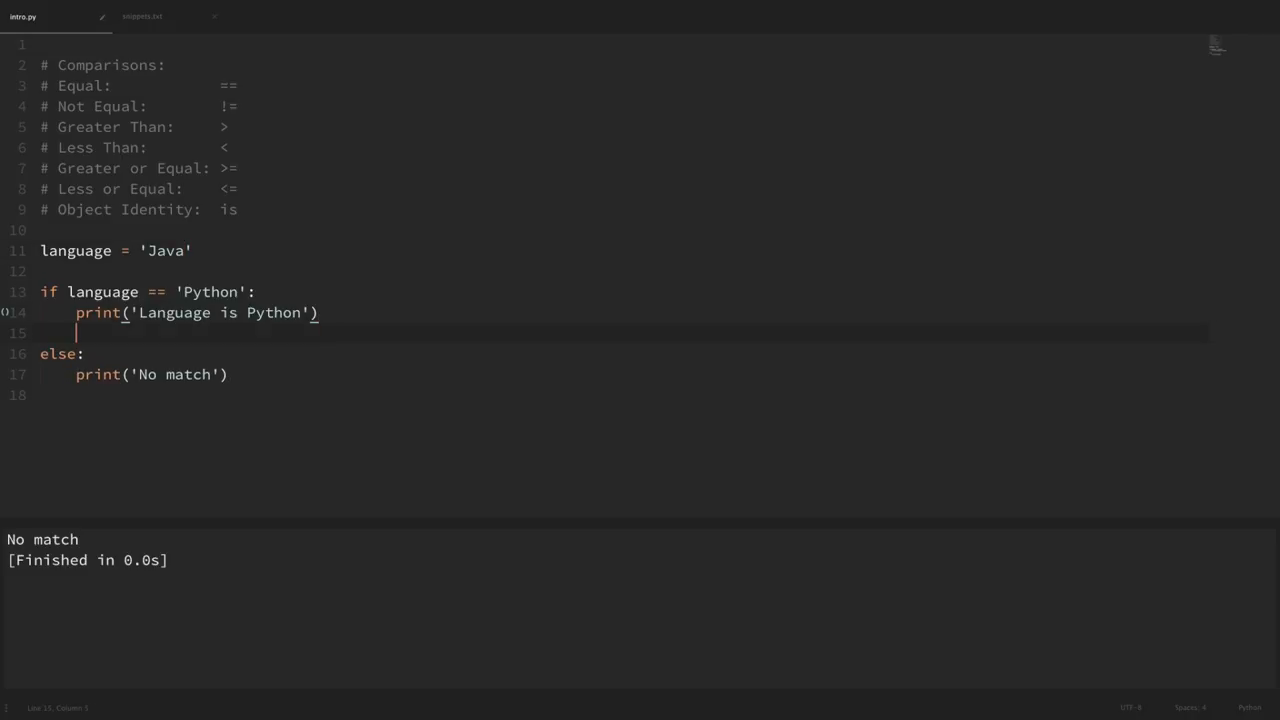 intro.py
snippets.txt
1
2 # Comparisons:
3 # Equal: ==
4 # Not Equal: !=
5 # Greater Than: >
6 # Less Than: <
7 # Greater or Equal: >=
8 # Less or Equal: <=
9 # Object Identity: is
10
11 language = 'Java'
12
13 if language == 'Python':
14 print('Language is Python')
15
16 else:
17 print('No match')
18
No match
[Finished in 0.0s]
Line 15, Column 5
UTF-8
Spaces: 4
Python